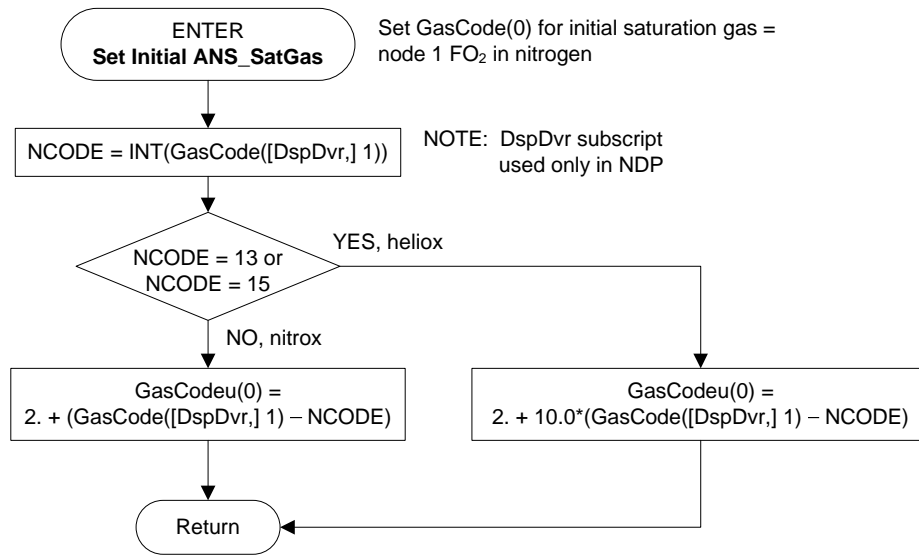 ENTER
Set Initial ANS_SatGas
Set GasCode(0) for initial saturation gas =
node 1 FO₂ in nitrogen
NCODE = INT(GasCode([DspDvr,] 1))
NOTE: DspDvr subscript
used only in NDP
NCODE = 13 or
NCODE = 15
YES, heliox
NO, nitrox
GasCodeu(0) =
2. + (GasCode([DspDvr,] 1) – NCODE)
GasCodeu(0) =
2. + 10.0*(GasCode([DspDvr,] 1) – NCODE)
Return